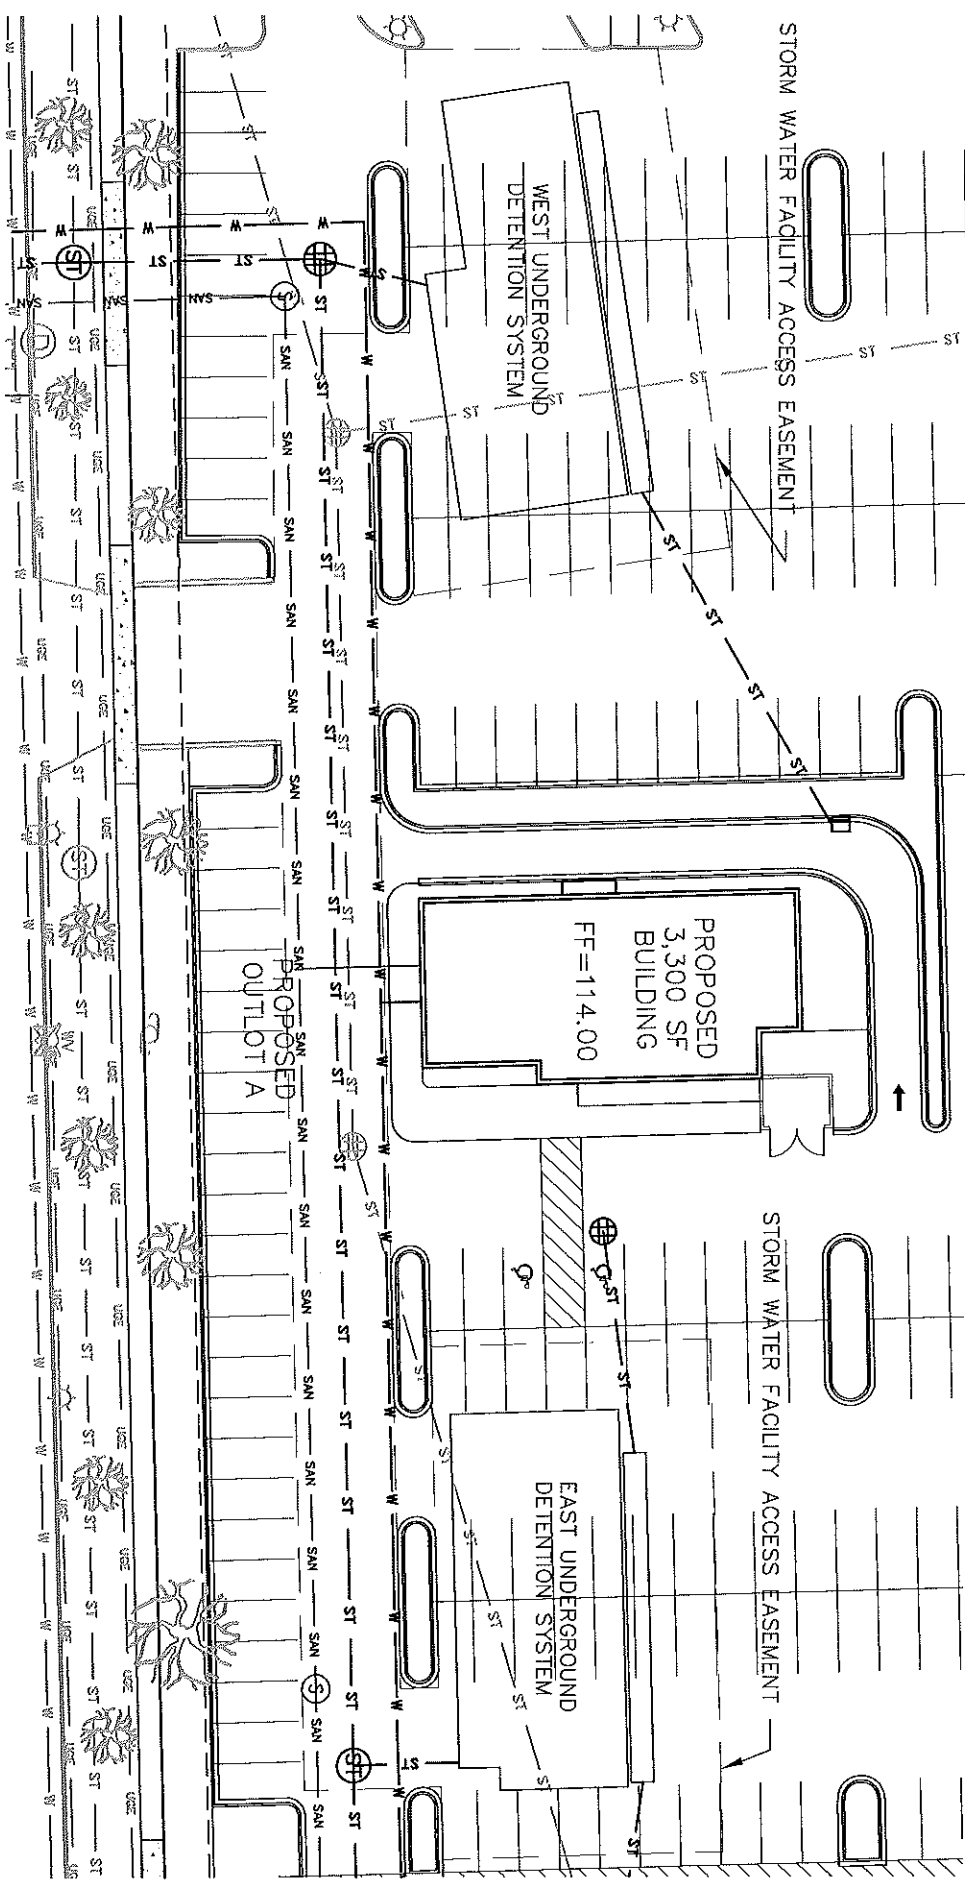 STORM WATER FACILITY ACCESS EASEMENT
WEST UNDERGROUND
DETENTION SYSTEM
PROPOSED
3,300 SF
BUILDING
FF=114.00
PROPOSED
OUTLOT A
STORM WATER FACILITY ACCESS EASEMENT
EAST UNDERGROUND
DETENTION SYSTEM
ST
SAN
W
UGE
S
WV